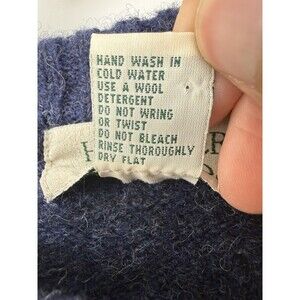 HAND WASH IN
COLD WATER
USE A WOOL
DETERGENT
DO NOT WRING
OR TWIST
DO NOT BLEACH
RINSE THOROUGHLY
DRY FLAT